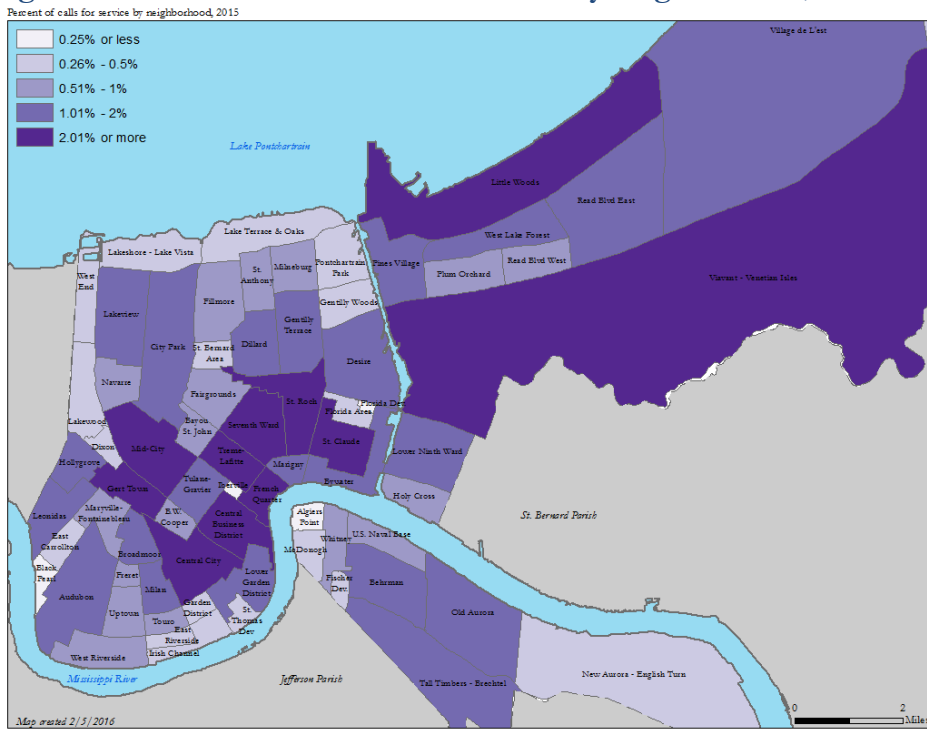 Percent of calls for service by neighborhood, 2015
0.25% or less
0.26% - 0.5%
0.51% - 1%
1.01% - 2%
2.01% or more
Village de L'est
Lake Pontchartrain
Little Woods
Read Blvd East
Lake Terrace & Oaks
West Lake Forest
Lakeshore - Lake Vista
St.
Anthony
Milneburg
Pontchartrain
Park
Pines Village
Plum Orchard
Read Blvd West
Viavant - Venetian Isles
West
End
Fillmore
Gentilly Woods
Lakeview
Gentilly
Terrace
City Park
St. Bernard
Area
Dillard
Desire
Navarre
Fairgrounds
St. Roch
Florida Area
Florida Dev
Lakewood
Bayou
St. John
Seventh Ward
Dixon
Mid-City
St. Claude
Treme-
Lafitte
Lower Ninth Ward
Hollygrove
Marigny
Tulane-
Gravier
Iberville
French
Quarter
Bywater
Gert Town
Holy Cross
Leonidas
Marlyville-
Fontainebleau
B.W.
Cooper
Central
Business
District
Algiers
Point
St. Bernard Parish
East
Carrollton
Whitney
U.S. Naval Base
McDonogh
Broadmoor
Central City
Black
Pearl
Freret
Lower
Garden
District
Fischer
Dev
Behrman
Audubon
Milan
Garden
District
Old Aurora
Uptown
Touro
St.
Thomas
Dev
East
Riverside
Irish Channel
West Riverside
New Aurora - English Turn
Mississippi River
Jefferson Parish
Tall Timbers - Brechtel
Map created 2/5/2016
0
2
Miles